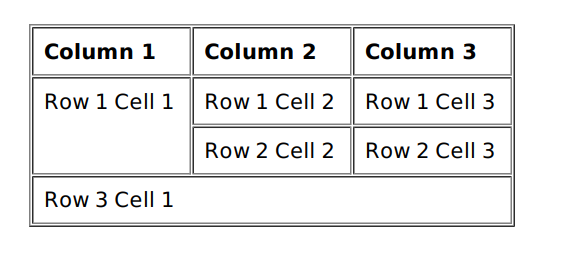 Column 1 Column 2 Column 3
Row 1 Cell 1 Row 1 Cell 2 Row 1 Cell 3
Row 2 Cell 2 Row 2 Cell 3
Row 3 Cell 1